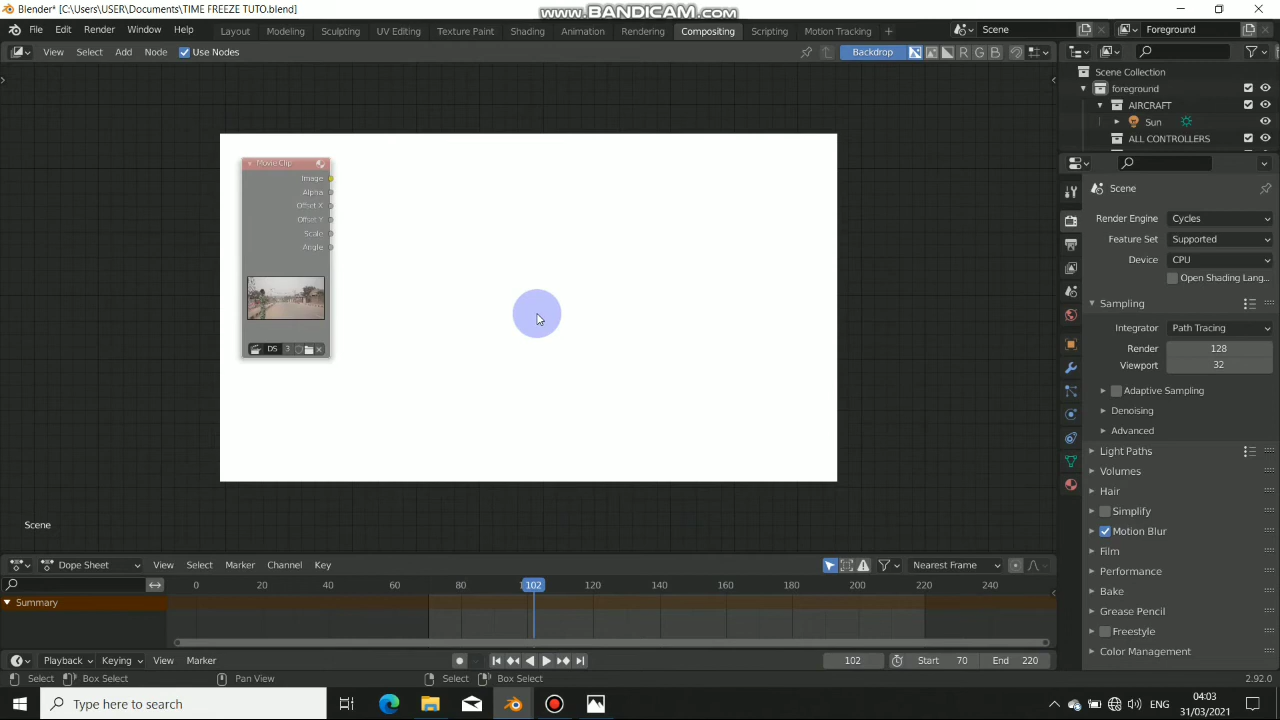 Blender* [C:\Users\USER\Documents\TIME FREEZE TUTO.blend]
www.BANDICAM.com
File Edit Render Window Help
Layout Modeling Sculpting UV Editing Texture Paint Shading Animation Rendering Compositing Scripting Motion Tracking +
Scene
Foreground
View Select Add Node Use Nodes
Backdrop
R G B
Scene Collection
foreground
AIRCRAFT
Sun
ALL CONTROLLERS
Movie Clip
Image
Alpha
Offset X
Offset Y
Scale
Angle
DS 3
Scene
Scene
Render Engine Cycles
Feature Set Supported
Device CPU
Open Shading Lang...
Sampling
Integrator Path Tracing
Render 128
Viewport 32
Adaptive Sampling
Denoising
Advanced
Light Paths
Volumes
Hair
Simplify
Motion Blur
Film
Performance
Bake
Grease Pencil
Freestyle
Color Management
Dope Sheet View Select Marker Channel Key
Nearest Frame
0 20 40 60 80 102 120 140 160 180 200 220 240
Summary
Playback Keying View Marker
102 Start 70 End 220
Select Box Select Pan View Select Box Select
2.92.0
Type here to search
ENG
04:03
31/03/2021